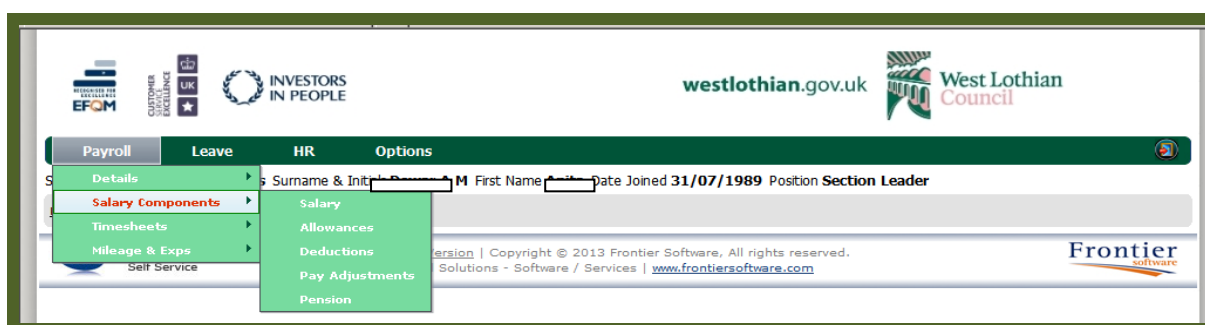 RECOGNISED FOR EXCELLENCE
EFQM
CUSTOMER SERVICE EXCELLENCE
UK
INVESTORS
IN PEOPLE
westlothian.gov.uk
West Lothian
Council
Payroll Leave HR Options
Details
Surname & M First Name Date Joined 31/07/1989 Position Section Leader
Salary Components
Salary
Timesheets
Allowances
Mileage & Exps
Deductions
ersion | Copyright © 2013 Frontier Software, All rights reserved.
Frontier
software
Self Service
Pay Adjustments
Solutions - Software / Services | www.frontiersoftware.com
Pension